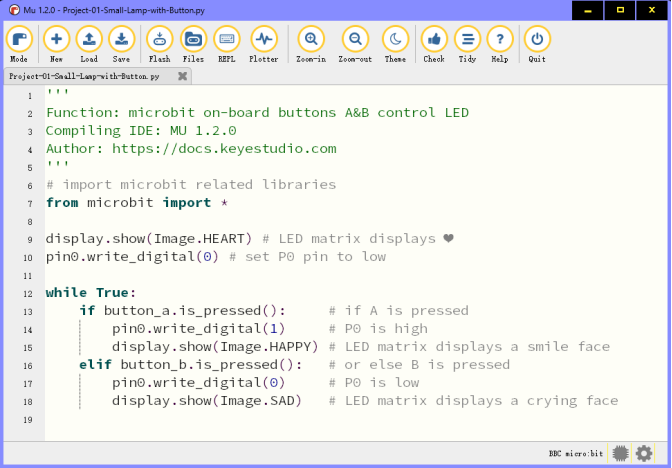 Mu 1.2.0 - Project-01-Small-Lamp-with-Button.py
Mode New Load Save Flash Files REPL Plotter Zoom-in Zoom-out Theme Check Tidy Help Quit
Project-01-Small-Lamp-with-Button.py
1 '''
2 Function: microbit on-board buttons A&B control LED
3 Compiling IDE: MU 1.2.0
4 Author: https://docs.keyestudio.com
5 '''
6 # import microbit related libraries
7 from microbit import *
8
9 display.show(Image.HEART) # LED matrix displays ❤
10 pin0.write_digital(0) # set P0 pin to low
11
12 while True:
13     if button_a.is_pressed():     # if A is pressed
14         pin0.write_digital(1)     # P0 is high
15         display.show(Image.HAPPY) # LED matrix displays a smile face
16     elif button_b.is_pressed():   # or else B is pressed
17         pin0.write_digital(0)     # P0 is low
18         display.show(Image.SAD)   # LED matrix displays a crying face
19
BBC micro:bit